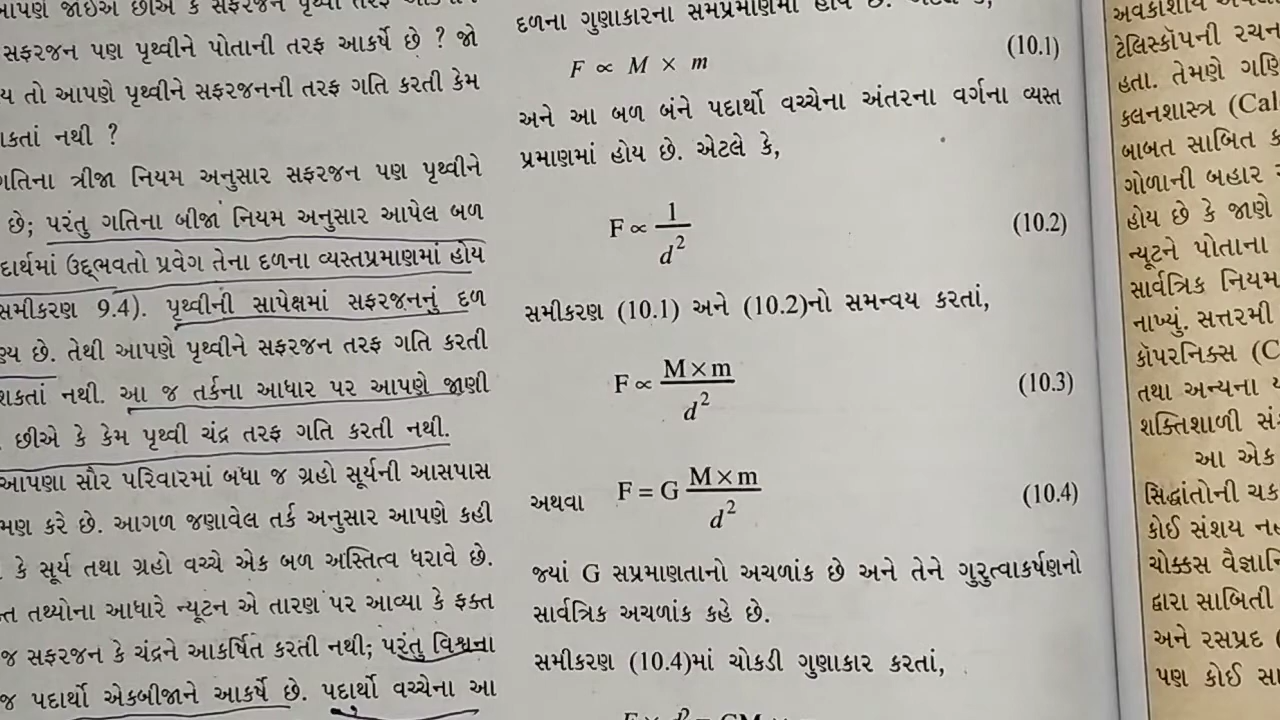 સફરજન પણ પૃથ્વીને પોતાની તરફ આકર્ષે છે ? જો
તો આપણે પૃથ્વીને સફરજનની તરફ ગતિ કરતી કેમ
નથી ?
ત્રીજા નિયમ અનુસાર સફરજન પણ પૃથ્વીને
છે; પરંતુ ગતિના બીજાં નિયમ અનુસાર આપેલ બળ
ઉદ્દભવતો પ્રવેગ તેના દળના વ્યસ્તપ્રમાણમાં હોય
સમીકરણ 9.4). પૃથ્વીની સાપેક્ષમાં સફરજનનું દળ
છે. તેથી આપણે પૃથ્વીને સફરજન તરફ ગતિ કરતી
શકતાં નથી. આ જ તર્કના આધાર પર આપણે જાણી
છીએ કે કેમ પૃથ્વી ચંદ્ર તરફ ગતિ કરતી નથી.
આપણા સૌર પરિવારમાં બધા જ ગ્રહો સૂર્યની આસપાસ
કરે છે. આગળ જણાવેલ તર્ક અનુસાર આપણે કહી
કે સૂર્ય તથા ગ્રહો વચ્ચે એક બળ અસ્તિત્વ ધરાવે છે.
તથ્યોના આધારે ન્યૂટન એ તારણ પર આવ્યા કે ફક્ત
જ સફરજન કે ચંદ્રને આકર્ષિત કરતી નથી; પરંતુ વિશ્વના
જ પદાર્થો એકબીજાને આકર્ષે છે. પદાર્થો વચ્ચેના આ
દળના ગુણાકારના સમપ્રમાણમાં હોય છે. એટલે કે,
F ∝ M × m (10.1)
અને આ બળ બંને પદાર્થો વચ્ચેના અંતરના વર્ગના વ્યસ્ત
પ્રમાણમાં હોય છે. એટલે કે,
F ∝ 1/d² (10.2)
સમીકરણ (10.1) અને (10.2)નો સમન્વય કરતાં,
F ∝ M×m/d² (10.3)
અથવા F = G M×m/d² (10.4)
જ્યાં G સપ્રમાણતાનો અચળાંક છે અને તેને ગુરુત્વાકર્ષણનો
સાર્વત્રિક અચળાંક કહે છે.
સમીકરણ (10.4)માં ચોકડી ગુણાકાર કરતાં,
ટેલિસ્કૉપની
હતા. તેમણે
કલનશાસ્ત્ર
બાબત સાબિત
ગોળાની બહાર
હોય છે કે જાણે
ન્યૂટને પોતાના
સાર્વત્રિક નિયમ
નાખ્યું. સત્તરમી
કૉપરનિક્સ
તથા અન્યના
શક્તિશાળી
આ એક
સિદ્ધાંતોની
કોઈ સંશય
ચોક્કસ
દ્વારા સાબિતી
અને રસપ્રદ
પણ કોઈ